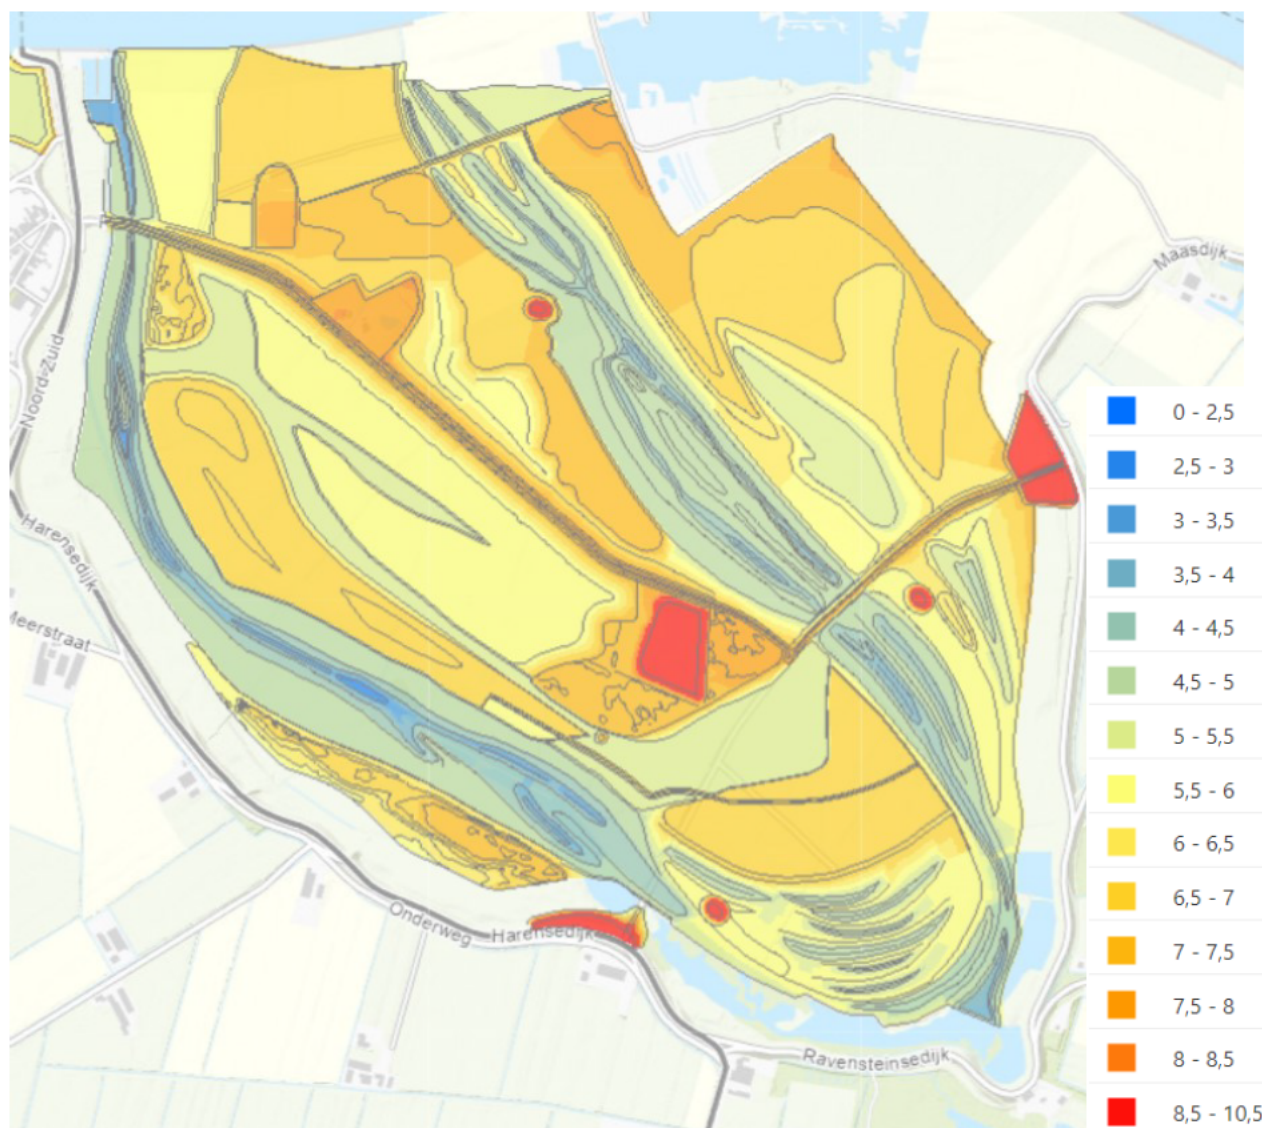 Maasdijk
Noord-Zuid
Harensedijk
Meerstraat
Onderweg
Harensedijk
Ravensteinsedijk
0 - 2,5
2,5 - 3
3 - 3,5
3,5 - 4
4 - 4,5
4,5 - 5
5 - 5,5
5,5 - 6
6 - 6,5
6,5 - 7
7 - 7,5
7,5 - 8
8 - 8,5
8,5 - 10,5